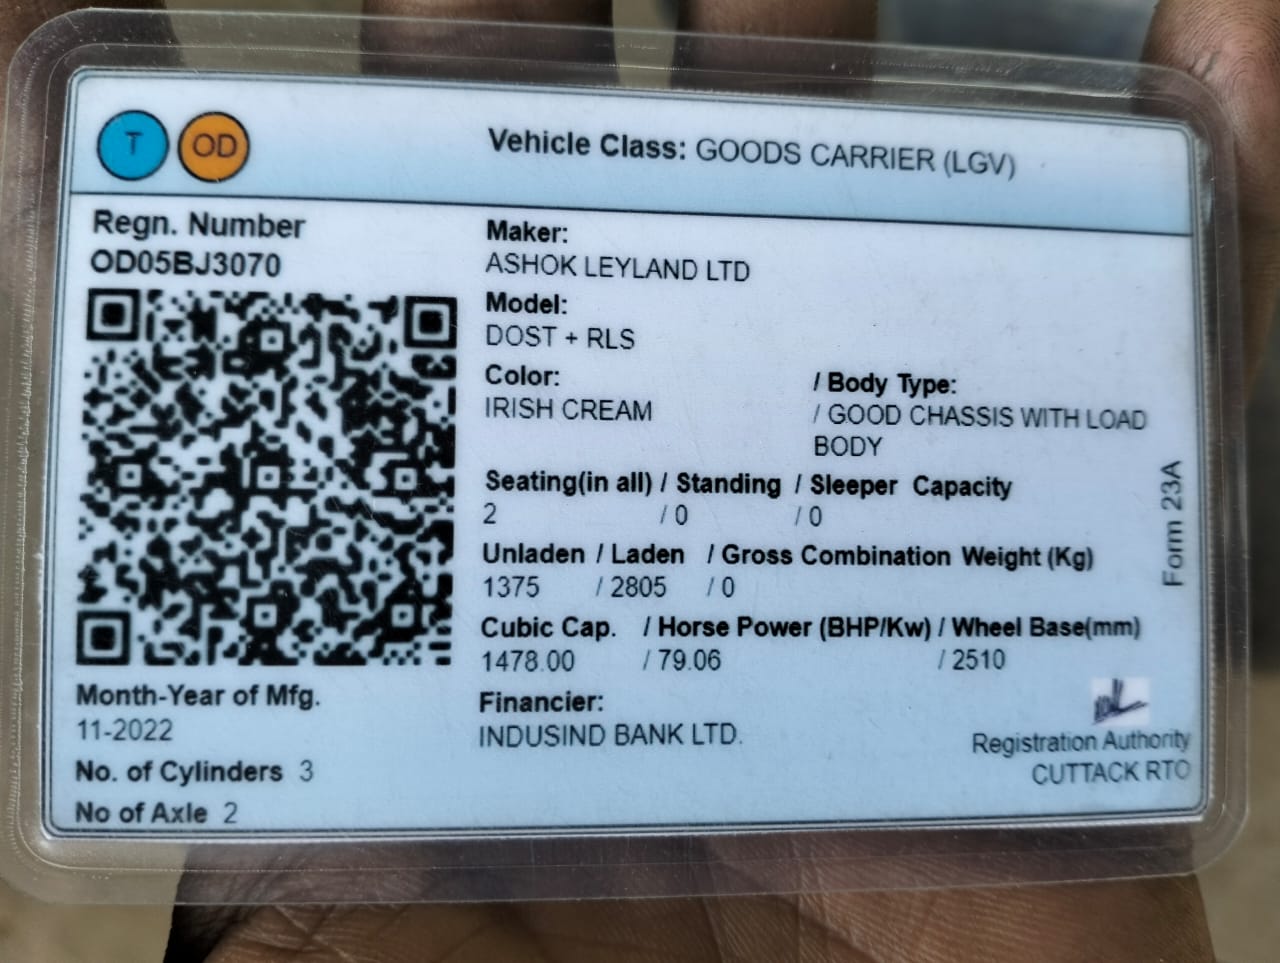 T OD
Vehicle Class: GOODS CARRIER (LGV)
Regn. Number
OD05BJ3070
Maker:
ASHOK LEYLAND LTD
Model:
DOST + RLS
Color: / Body Type:
IRISH CREAM / GOOD CHASSIS WITH LOAD
BODY
Seating(in all) / Standing / Sleeper Capacity
2 / 0 / 0
Unladen / Laden / Gross Combination Weight (Kg)
1375 / 2805 / 0
Cubic Cap. / Horse Power (BHP/Kw) / Wheel Base(mm)
1478.00 / 79.06 / 2510
Month-Year of Mfg.
11-2022
No. of Cylinders 3
No of Axle 2
Financier:
INDUSIND BANK LTD.
Registration Authority
CUTTACK RTO
Form 23A